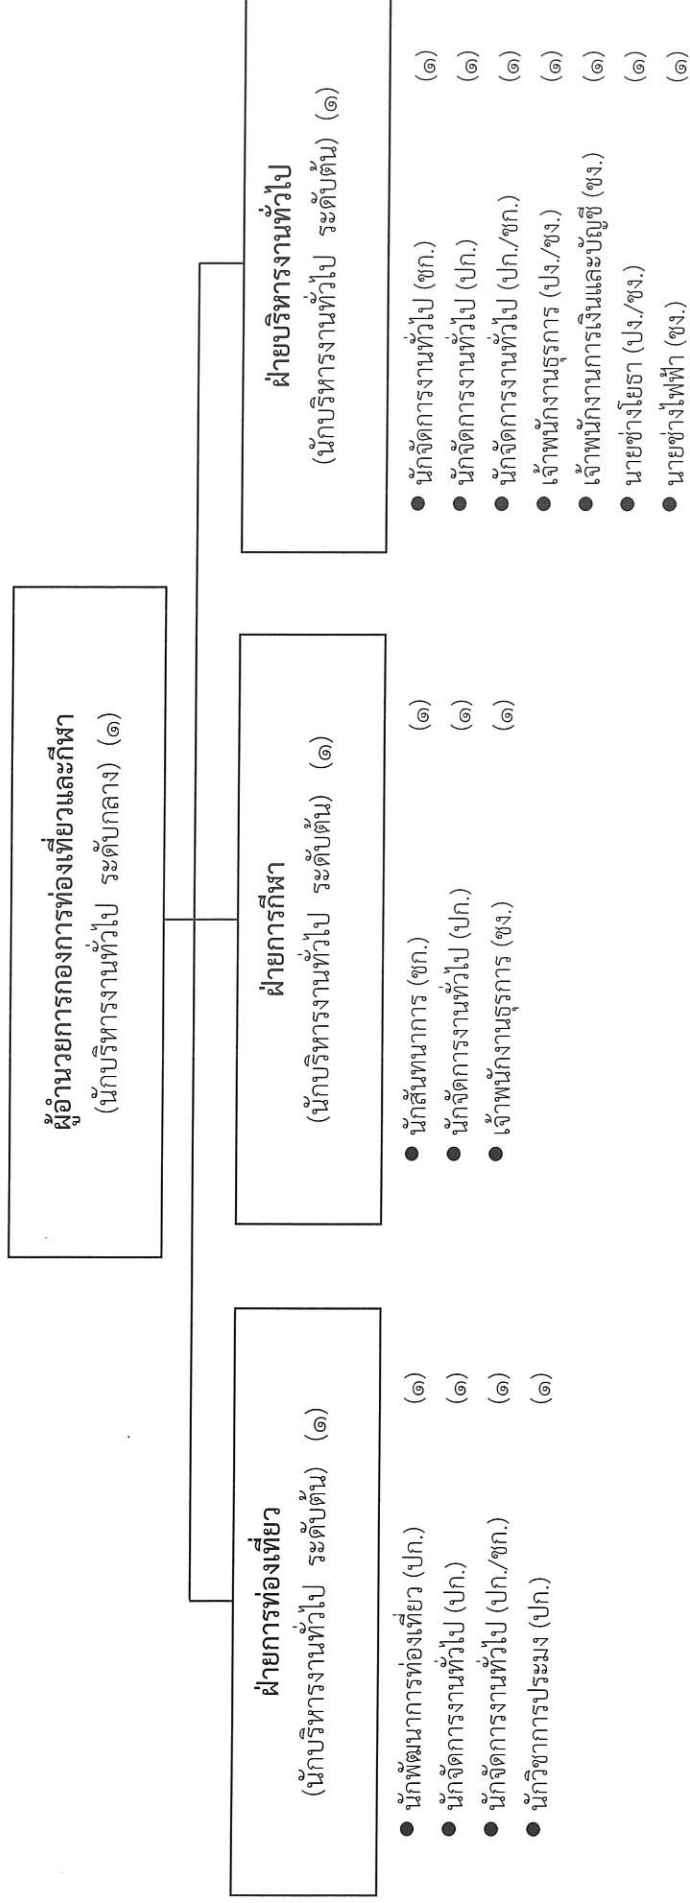 ผู้อำนวยการกองการท่องเที่ยวและกีฬา
(นักบริหารงานทั่วไป ระดับกลาง) (๑)
ฝ่ายการท่องเที่ยว
(นักบริหารงานทั่วไป ระดับต้น) (๑)
● นักพัฒนาการท่องเที่ยว (ปก.) (๑)
● นักจัดการงานทั่วไป (ปก.) (๑)
● นักจัดการงานทั่วไป (ปก./ชก.) (๑)
● นักวิชาการประมง (ปก.) (๑)
ฝ่ายการกีฬา
(นักบริหารงานทั่วไป ระดับต้น) (๑)
● นักสันทนาการ (ชก.) (๑)
● นักจัดการงานทั่วไป (ปก.) (๑)
● เจ้าพนักงานธุรการ (ชง.) (๑)
ฝ่ายบริหารงานทั่วไป
(นักบริหารงานทั่วไป ระดับต้น) (๑)
● นักจัดการงานทั่วไป (ชก.) (๑)
● นักจัดการงานทั่วไป (ปก.) (๑)
● นักจัดการงานทั่วไป (ปก./ชก.) (๑)
● เจ้าพนักงานธุรการ (ปง./ชง.) (๑)
● เจ้าพนักงานการเงินและบัญชี (ชง.) (๑)
● นายช่างโยธา (ปง./ชง.) (๑)
● นายช่างไฟฟ้า (ชง.) (๑)